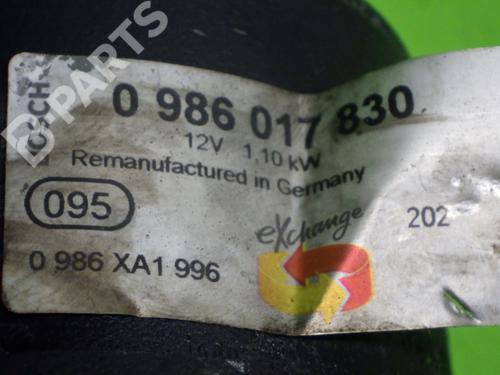 B-PARTS
BOSCH
0 986 017 830
12V 1,10 kW
Remanufactured in Germany
095
eXchange
202
0 986 XA1 996